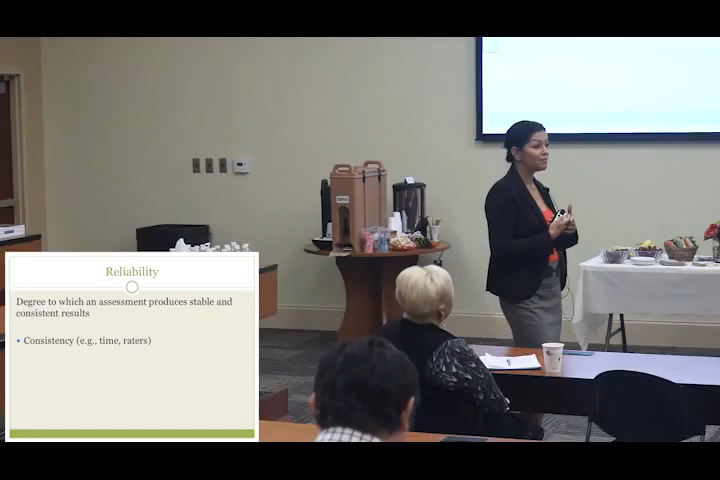 Reliability
Degree to which an assessment produces stable and
consistent results
• Consistency (e.g., time, raters)